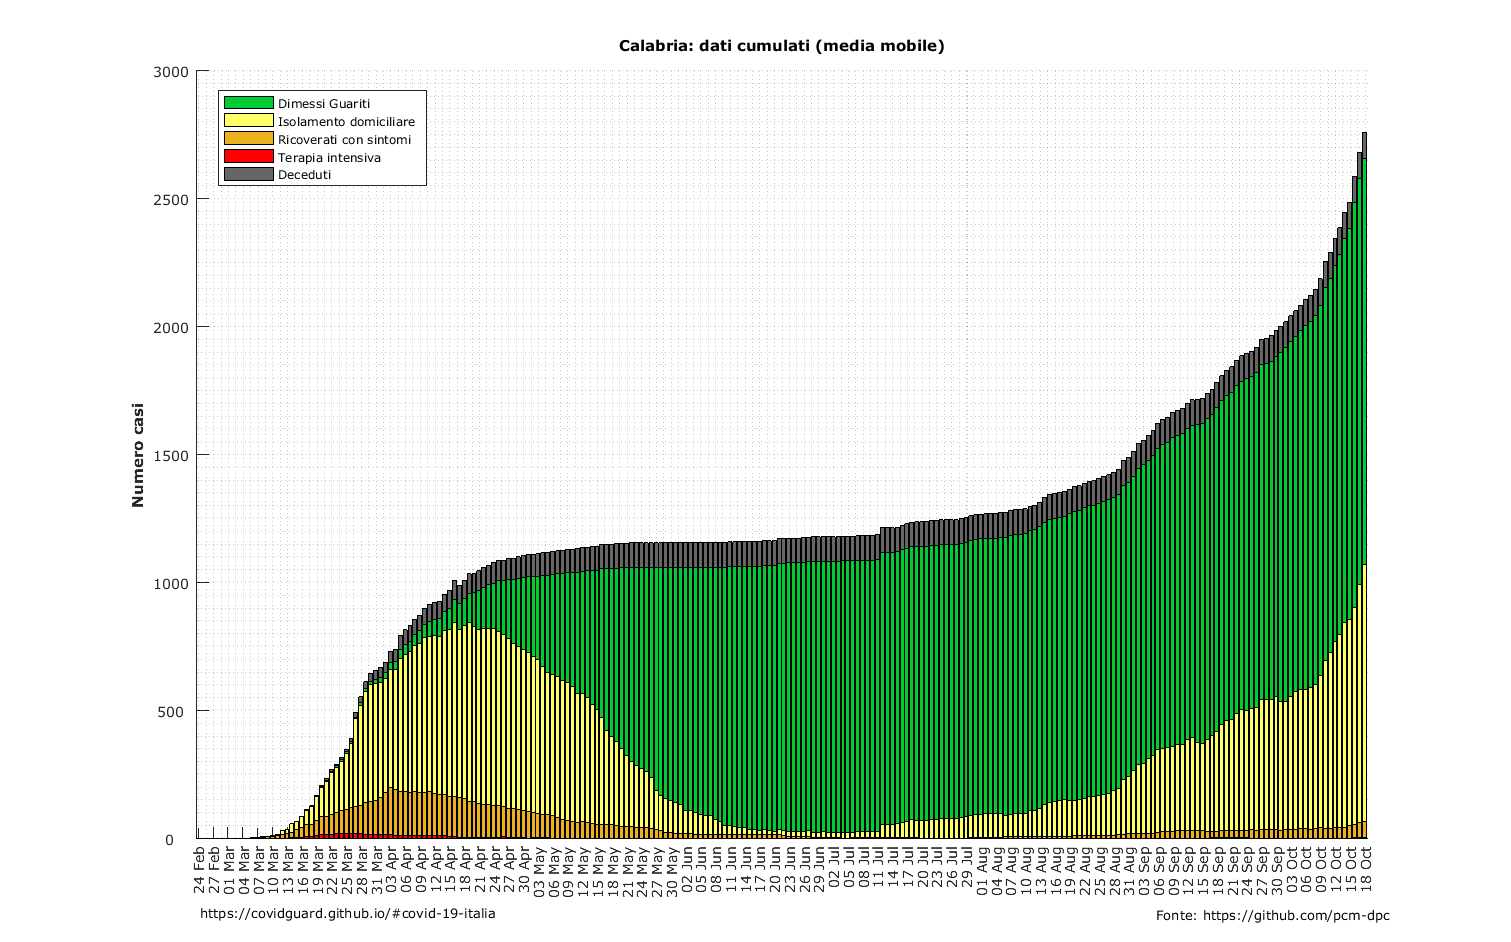 Calabria: dati cumulati (media mobile)
3000
2500
2000
1500
1000
500
0
Numero casi
Dimessi Guariti
Isolamento domiciliare
Ricoverati con sintomi
Terapia intensiva
Deceduti
24 Feb
27 Feb
01 Mar
04 Mar
07 Mar
10 Mar
13 Mar
16 Mar
19 Mar
22 Mar
25 Mar
28 Mar
31 Mar
03 Apr
06 Apr
09 Apr
12 Apr
15 Apr
18 Apr
21 Apr
24 Apr
27 Apr
30 Apr
03 May
06 May
09 May
12 May
15 May
18 May
21 May
24 May
27 May
30 May
02 Jun
05 Jun
08 Jun
11 Jun
14 Jun
17 Jun
20 Jun
23 Jun
26 Jun
29 Jun
02 Jul
05 Jul
08 Jul
11 Jul
14 Jul
17 Jul
20 Jul
23 Jul
26 Jul
29 Jul
01 Aug
04 Aug
07 Aug
10 Aug
13 Aug
16 Aug
19 Aug
22 Aug
25 Aug
28 Aug
31 Aug
03 Sep
06 Sep
09 Sep
12 Sep
15 Sep
18 Sep
21 Sep
24 Sep
27 Sep
30 Sep
03 Oct
06 Oct
09 Oct
12 Oct
15 Oct
18 Oct
https://covidguard.github.io/#covid-19-italia
Fonte: https://github.com/pcm-dpc